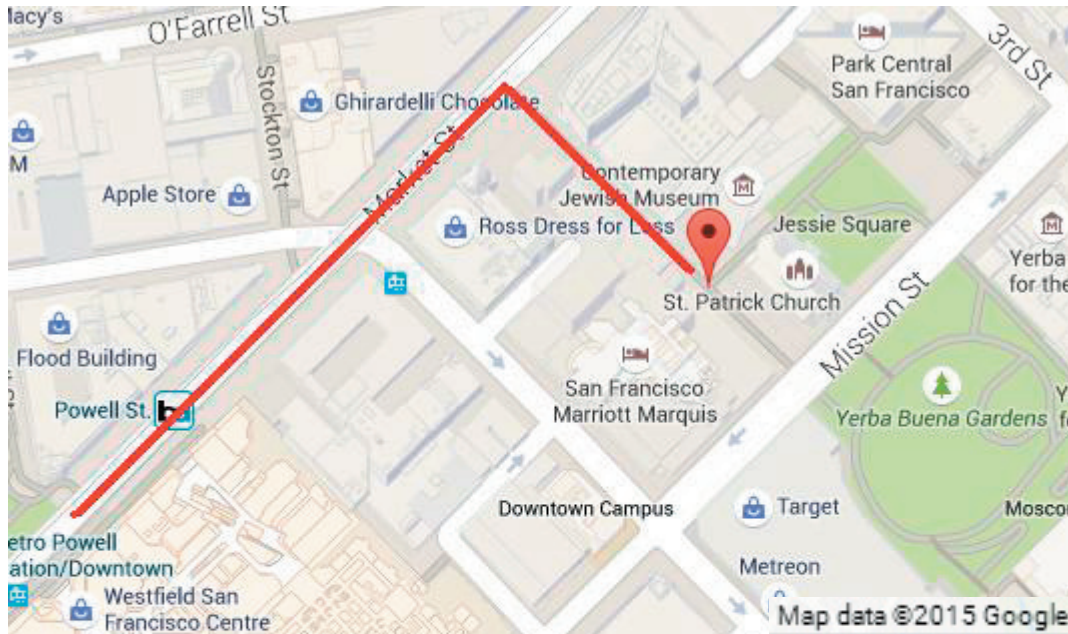 Macy's
O'Farrell St
3rd St
Park Central
San Francisco
Stockton St
Ghirardelli Chocolate
M
Market St
Apple Store
Contemporary
Jewish Museum
Ross Dress for Less
Jessie Square
Yerba
for the
St. Patrick Church
Mission St
Flood Building
San Francisco
Marriott Marquis
Powell St.
Yerba Buena Gardens
Y
fo
Downtown Campus
Target
Mosco
etro Powell
ation/Downtown
Metreon
Westfield San
Francisco Centre
Map data ©2015 Google